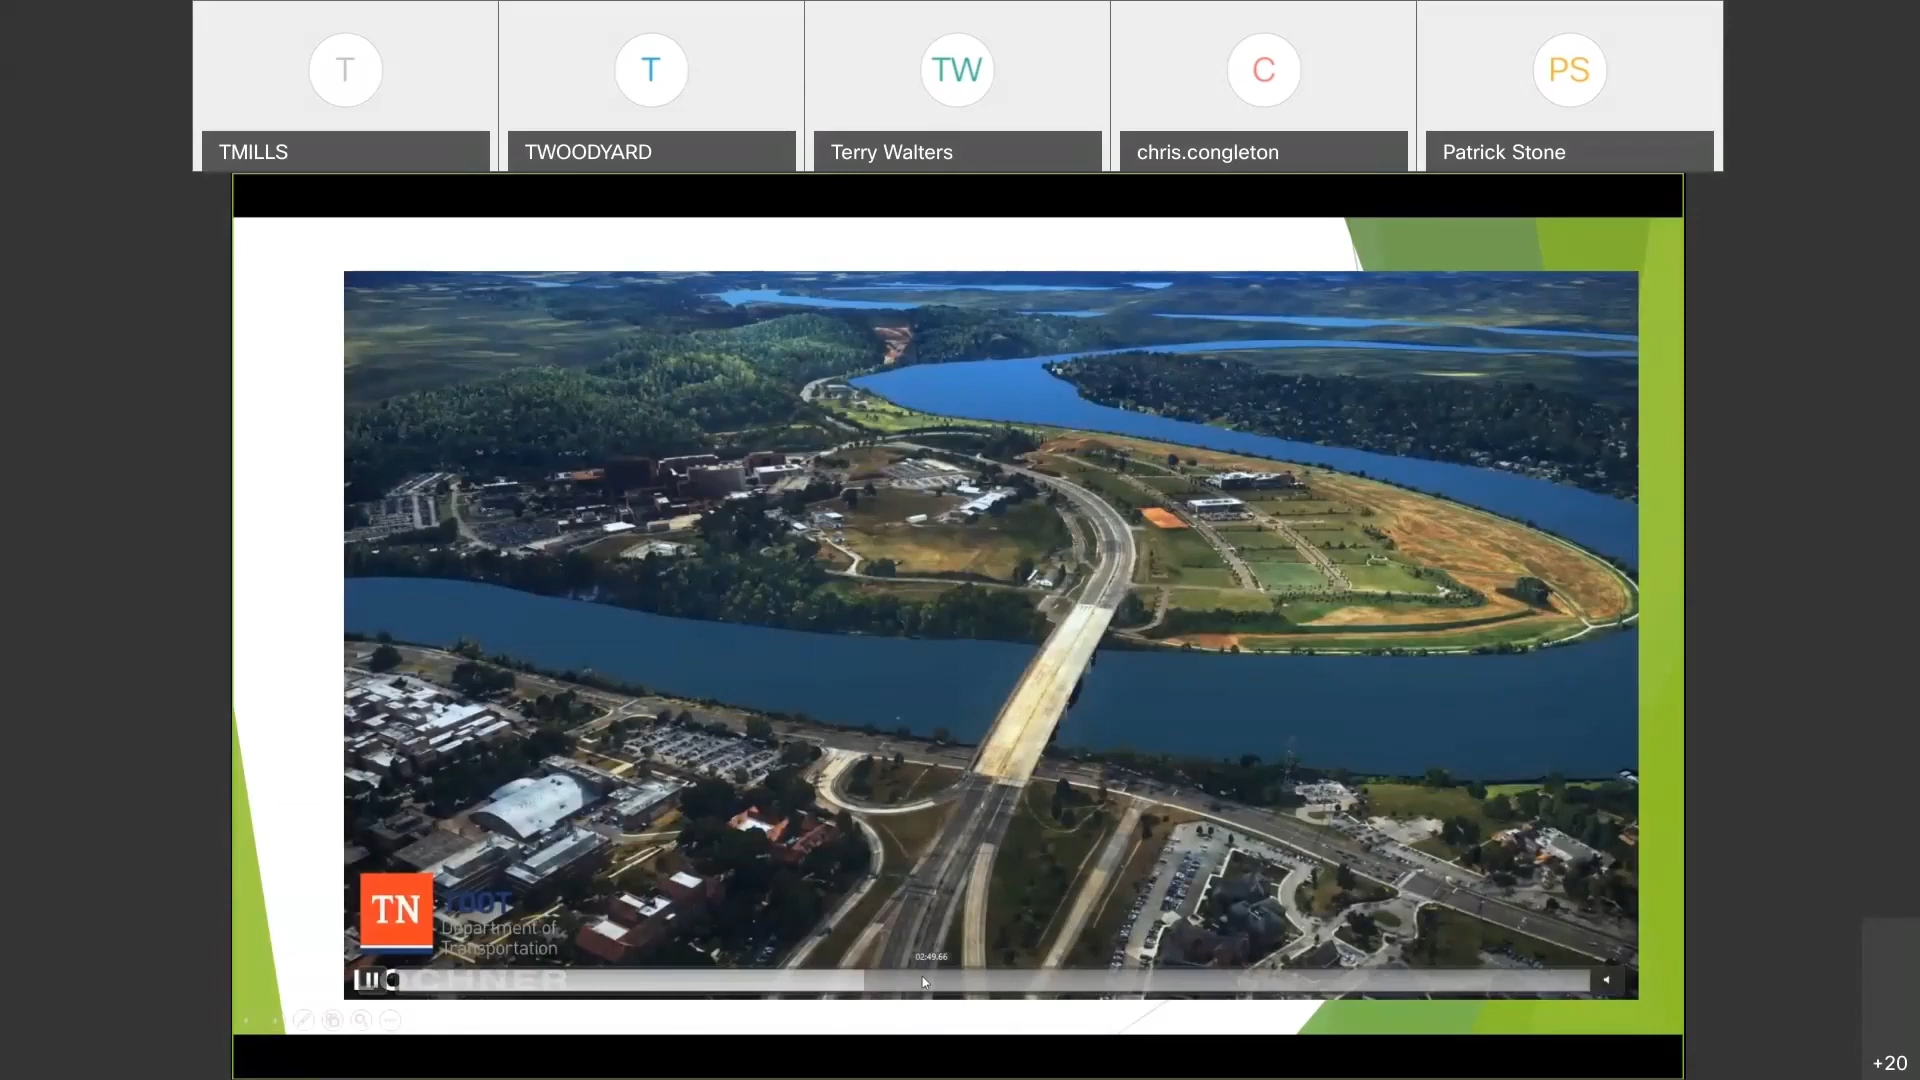 T
T
TW
C
PS
TMILLS
TWOODYARD
Terry Walters
chris.congleton
Patrick Stone
TN
TDOT
Department of
Transportation
02:49.66
+20